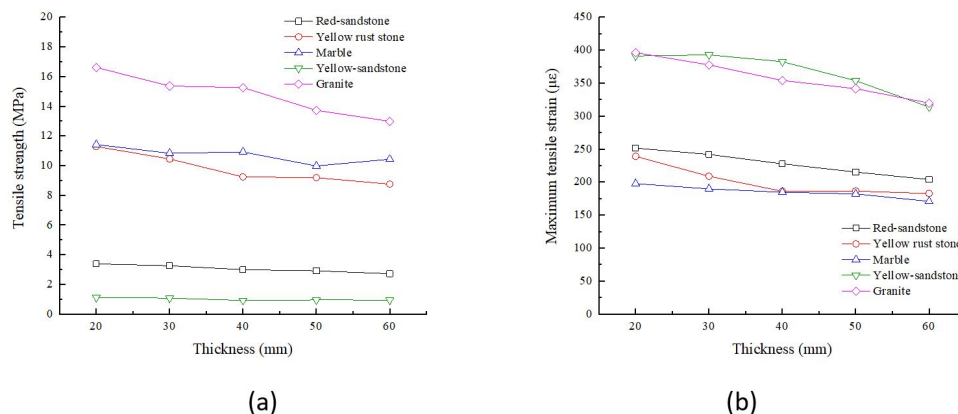 20
18
16
14
12
10
8
6
4
2
0
Tensile strength (MPa)
Red-sandstone
Yellow rust stone
Marble
Yellow-sandstone
Granite
20 30 40 50 60
Thickness (mm)
(a)
450
400
350
300
250
200
150
100
50
0
Maximum tensile strain (με)
Red-sandstone
Yellow rust stone
Marble
Yellow-sandston
Granite
20 30 40 50 60
Thickness (mm)
(b)